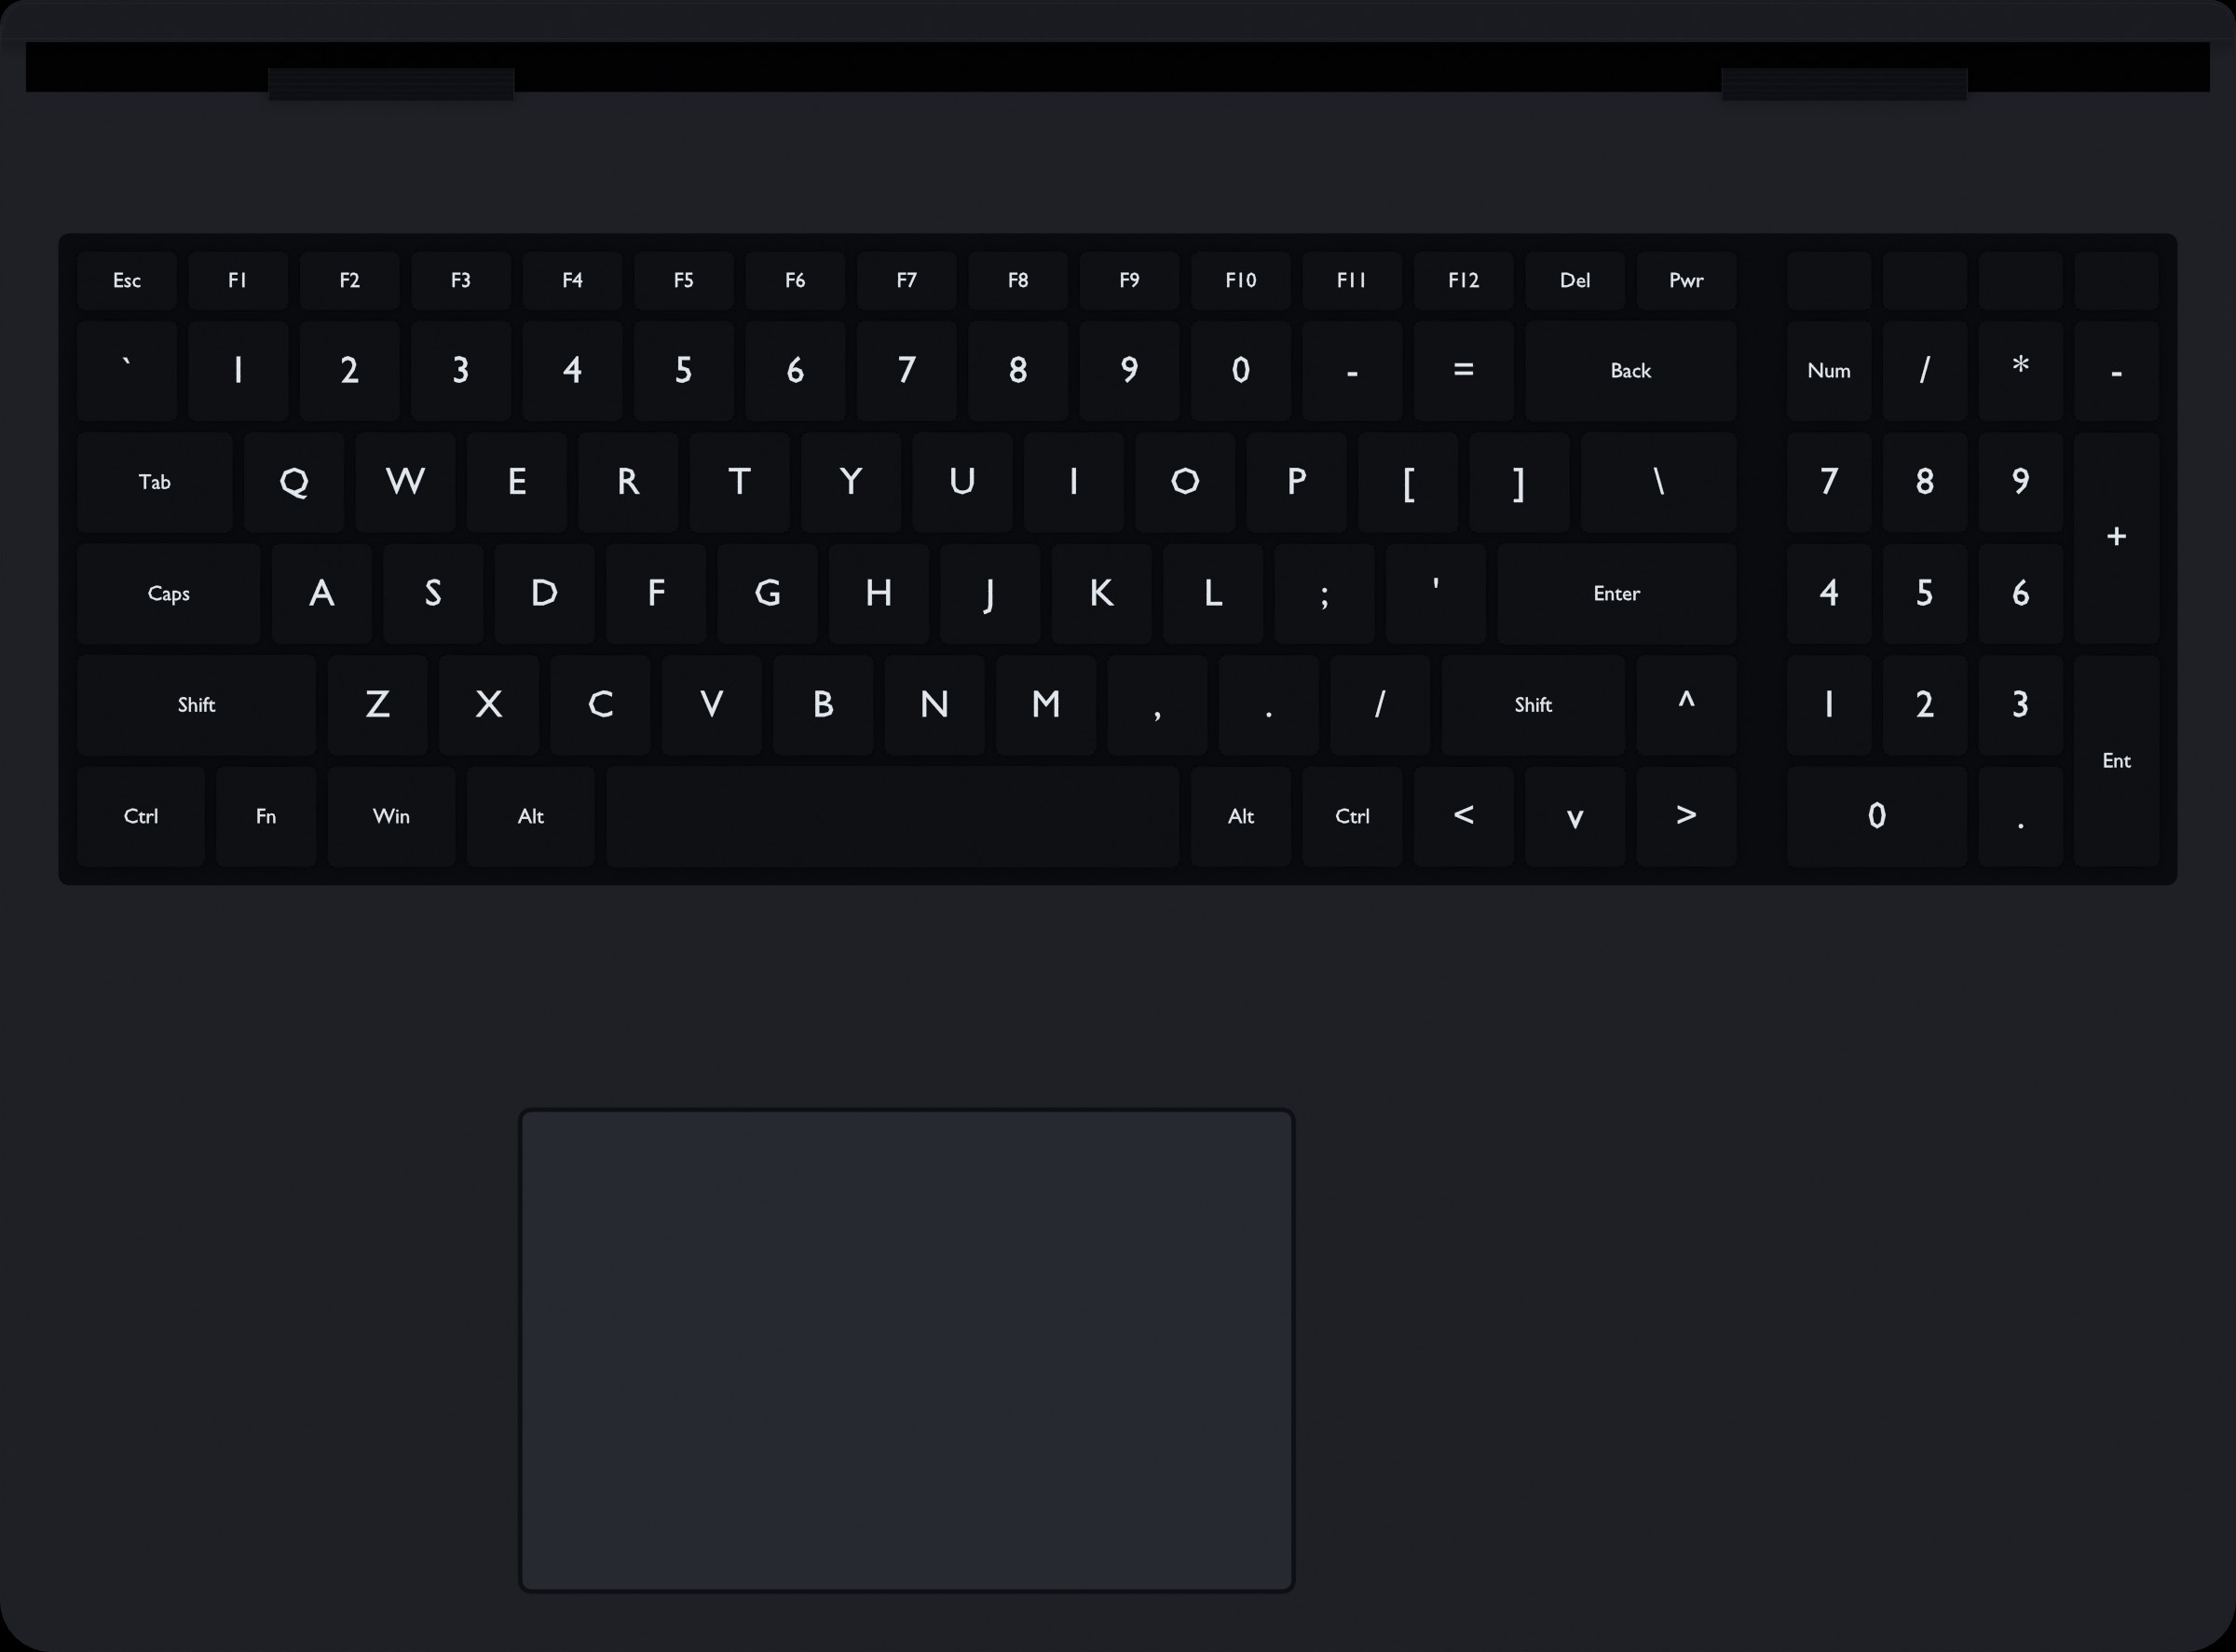 Esc F1 F2 F3 F4 F5 F6 F7 F8 F9 F10 F11 F12 Del Pwr
` 1 2 3 4 5 6 7 8 9 0 - = Back Num / * -
Tab Q W E R T Y U I O P [ ] \ 7 8 9
+
Caps A S D F G H J K L ; ' Enter 4 5 6
Shift Z X C V B N M , . / Shift ^ 1 2 3
Ent
Ctrl Fn Win Alt Alt Ctrl < v > 0 .